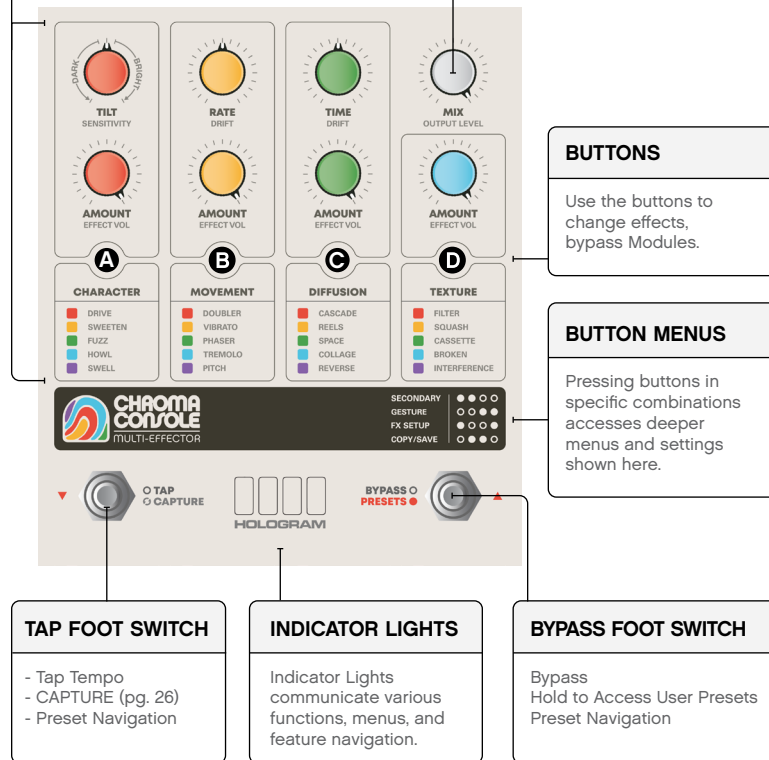 DARK
BRIGHT
TILT
SENSITIVITY
RATE
DRIFT
TIME
DRIFT
MIX
OUTPUT LEVEL
AMOUNT
EFFECT VOL
AMOUNT
EFFECT VOL
AMOUNT
EFFECT VOL
AMOUNT
EFFECT VOL
A
B
C
D
CHARACTER
DRIVE
SWEETEN
FUZZ
HOWL
SWELL
MOVEMENT
DOUBLER
VIBRATO
PHASER
TREMOLO
PITCH
DIFFUSION
CASCADE
REELS
SPACE
COLLAGE
REVERSE
TEXTURE
FILTER
SQUASH
CASSETTE
BROKEN
INTERFERENCE
CHROMA
CONSOLE
MULTI-EFFECTOR
SECONDARY
GESTURE
FX SETUP
COPY/SAVE
TAP
CAPTURE
HOLOGRAM
BYPASS
PRESETS
BUTTONS
Use the buttons to
change effects,
bypass Modules.
BUTTON MENUS
Pressing buttons in
specific combinations
accesses deeper
menus and settings
shown here.
TAP FOOT SWITCH
- Tap Tempo
- CAPTURE (pg. 26)
- Preset Navigation
INDICATOR LIGHTS
Indicator Lights
communicate various
functions, menus, and
feature navigation.
BYPASS FOOT SWITCH
Bypass
Hold to Access User Presets
Preset Navigation